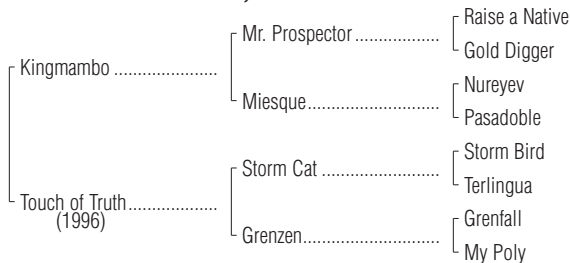 Kingmambo ....................
Mr. Prospector ................
Raise a Native
Gold Digger
Miesque.........................
Nureyev
Pasadoble
Touch of Truth.................
(1996)
Storm Cat ......................
Storm Bird
Terlingua
Grenzen..........................
Grenfall
My Poly